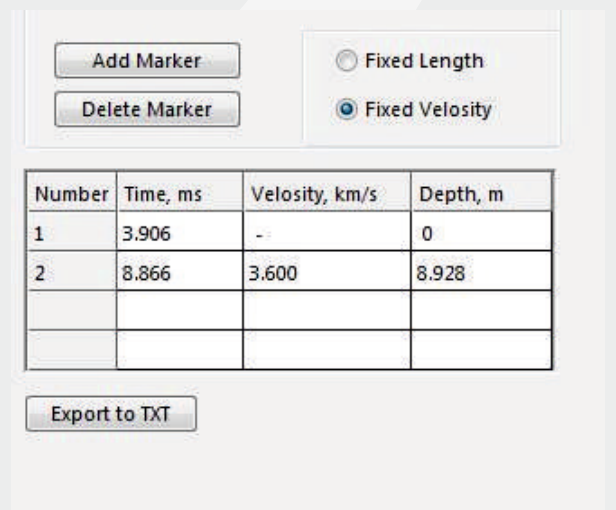 Add Marker
Fixed Length
Delete Marker
Fixed Velosity
Number Time, ms Velosity, km/s Depth, m
1 3.906 - 0
2 8.866 3.600 8.928
Export to TXT